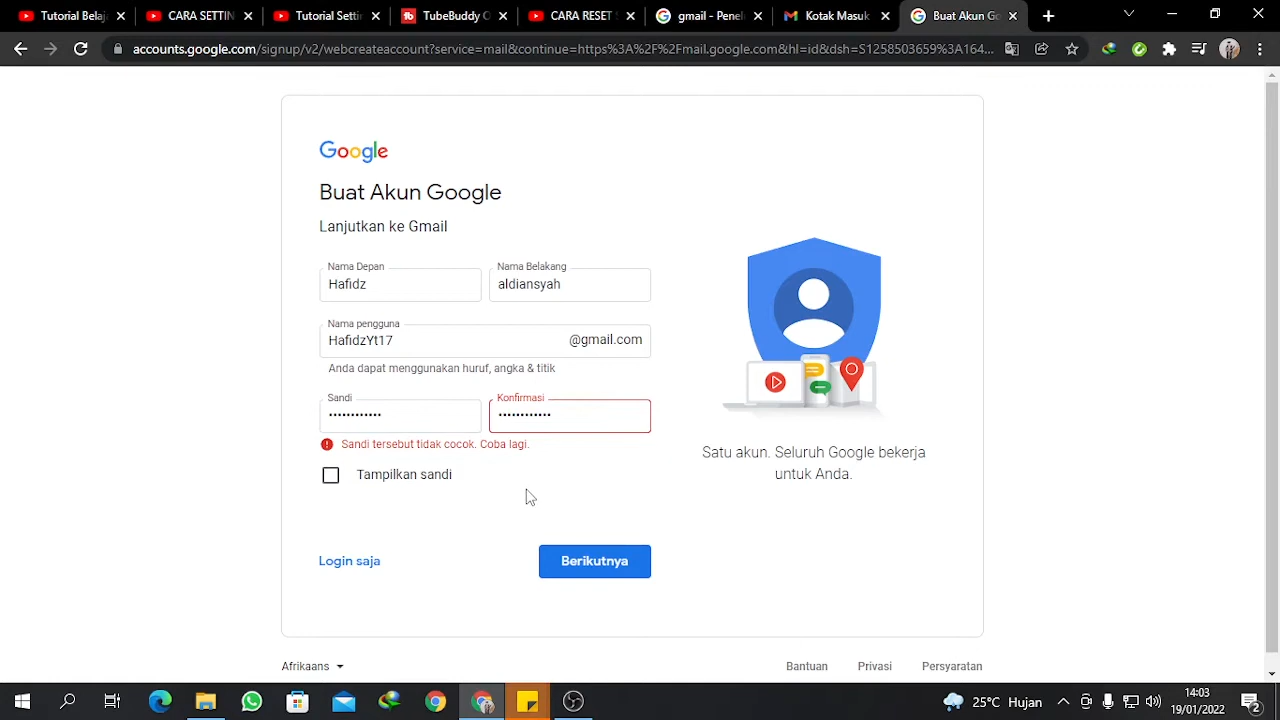 Tutorial Belaj
CARA SETTIN
Tutorial Settin
TubeBuddy C
CARA RESET S
gmail - Penel
Kotak Masuk
Buat Akun Go
accounts.google.com/signup/v2/webcreateaccount?service=mail&continue=https%3A%2F%2Fmail.google.com&hl=id&dsh=S1258503659%3A164...
Google
Buat Akun Google
Lanjutkan ke Gmail
Nama Depan
Nama Belakang
Hafidz
aldiansyah
Nama pengguna
HafidzYt17
@gmail.com
Anda dapat menggunakan huruf, angka & titik
Sandi
Konfirmasi
••••••••••••
••••••••••••
Sandi tersebut tidak cocok. Coba lagi.
Tampilkan sandi
Satu akun. Seluruh Google bekerja
untuk Anda.
Login saja
Berikutnya
Afrikaans
Bantuan
Privasi
Persyaratan
25°C Hujan
14:03
19/01/2022
2